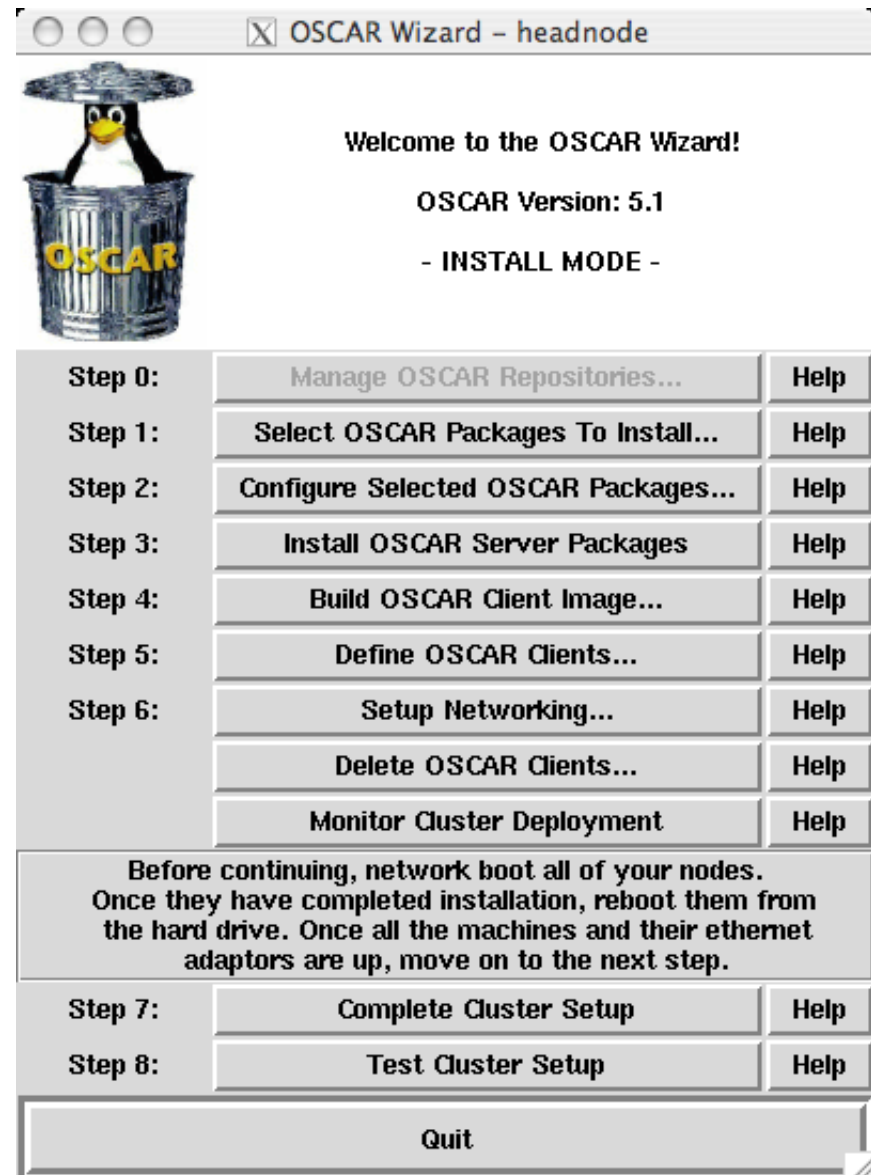 X OSCAR Wizard – headnode
Welcome to the OSCAR Wizard!
OSCAR Version: 5.1
- INSTALL MODE -
OSCAR
Step 0: Manage OSCAR Repositories... Help
Step 1: Select OSCAR Packages To Install... Help
Step 2: Configure Selected OSCAR Packages... Help
Step 3: Install OSCAR Server Packages Help
Step 4: Build OSCAR Client Image... Help
Step 5: Define OSCAR Clients... Help
Step 6: Setup Networking... Help
Delete OSCAR Clients... Help
Monitor Cluster Deployment Help
Before continuing, network boot all of your nodes.
Once they have completed installation, reboot them from
the hard drive. Once all the machines and their ethernet
adaptors are up, move on to the next step.
Step 7: Complete Cluster Setup Help
Step 8: Test Cluster Setup Help
Quit